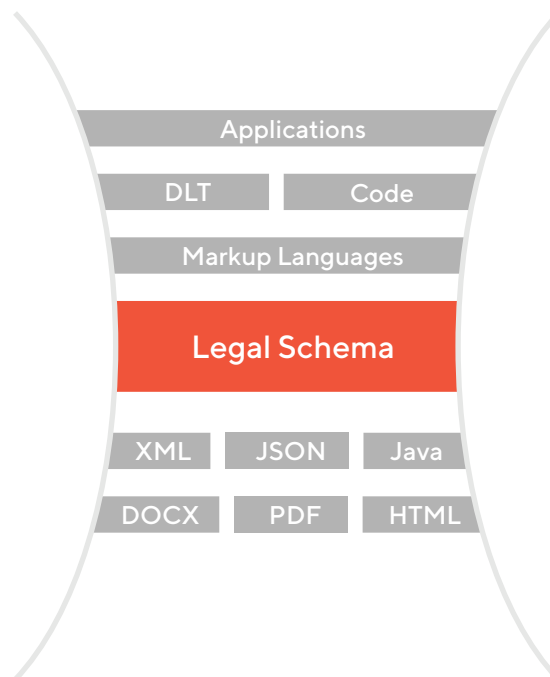 Applications
DLT Code
Markup Languages
Legal Schema
XML JSON Java
DOCX PDF HTML